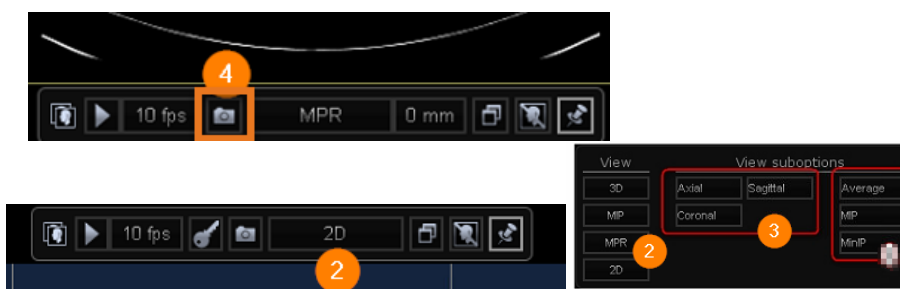 4
10 fps MPR 0 mm
View View suboptions
3D Axial Sagittal Average
MIP Coronal MIP
3
MPR 2 MinIP
2D
10 fps 2D
2